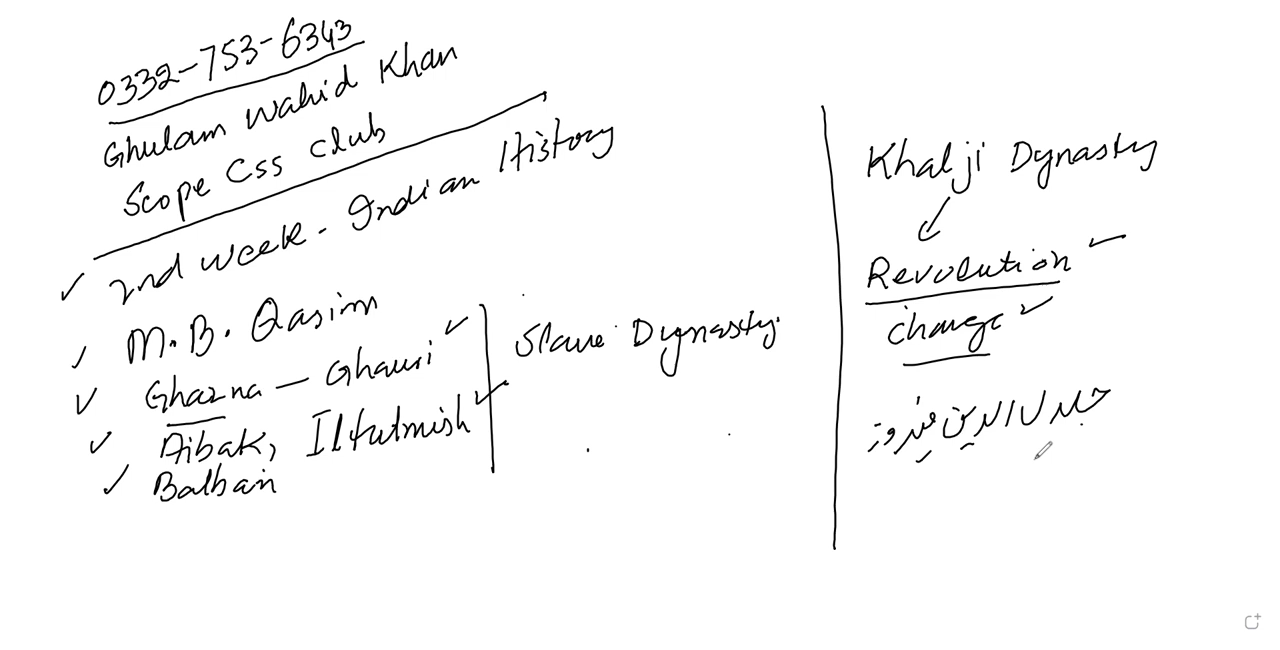 0332-753-6343
Ghulam Wahid Khan
Scope Css Club
2nd week - Indian History
M. B. Qasim
Ghazna — Ghauri
Aibak, Iltutmish
Balban
Slave Dynasty
Khalji Dynasty
Revolution
change
جلال الدین فیروز